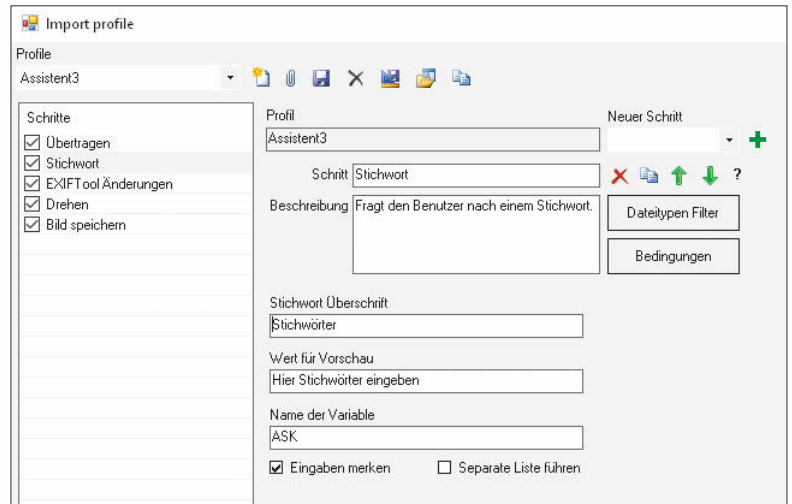 Import profile
Profile
Assistent3
Schritte
Übertragen
Stichwort
EXIFTool Änderungen
Drehen
Bild speichern
Profil
Neuer Schritt
Assistent3
Schritt Stichwort
?
Beschreibung Fragt den Benutzer nach einem Stichwort.
Dateitypen Filter
Bedingungen
Stichwort Überschrift
Stichwörter
Wert für Vorschau
Hier Stichwörter eingeben
Name der Variable
ASK
Eingaben merken Separate Liste führen